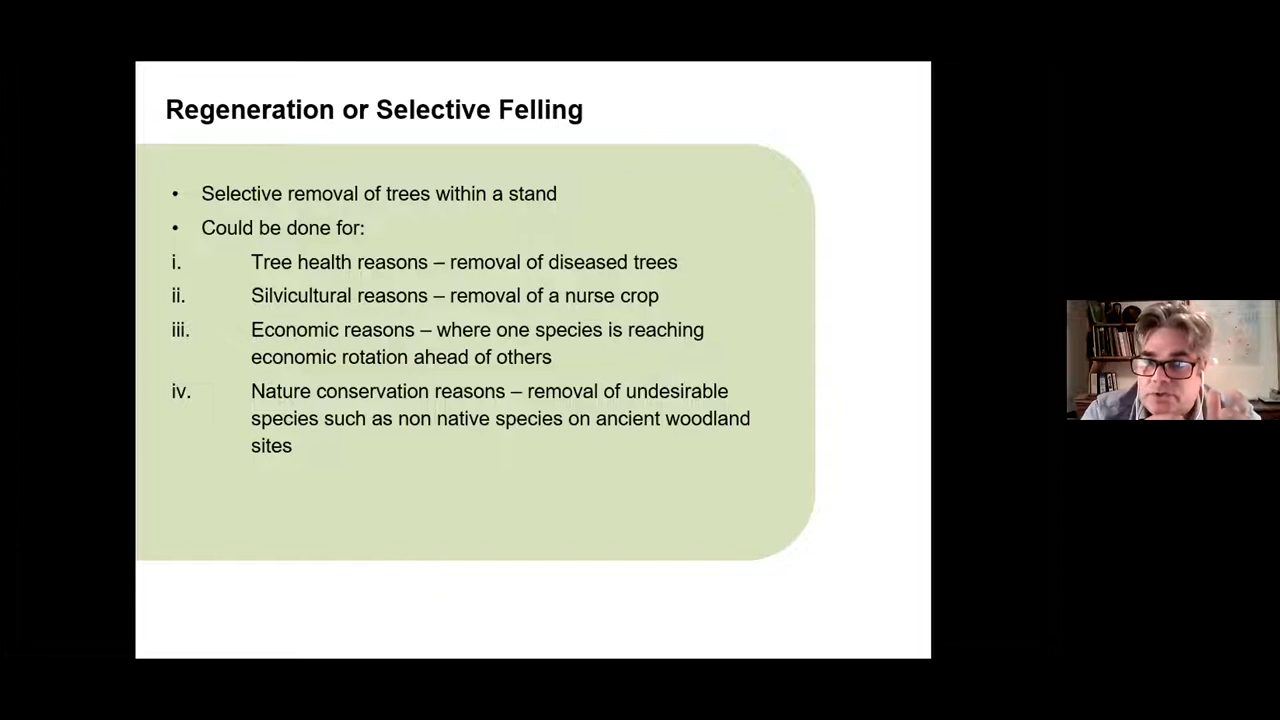 Regeneration or Selective Felling
• Selective removal of trees within a stand
• Could be done for:
i. Tree health reasons – removal of diseased trees
ii. Silvicultural reasons – removal of a nurse crop
iii. Economic reasons – where one species is reaching
economic rotation ahead of others
iv. Nature conservation reasons – removal of undesirable
species such as non native species on ancient woodland
sites